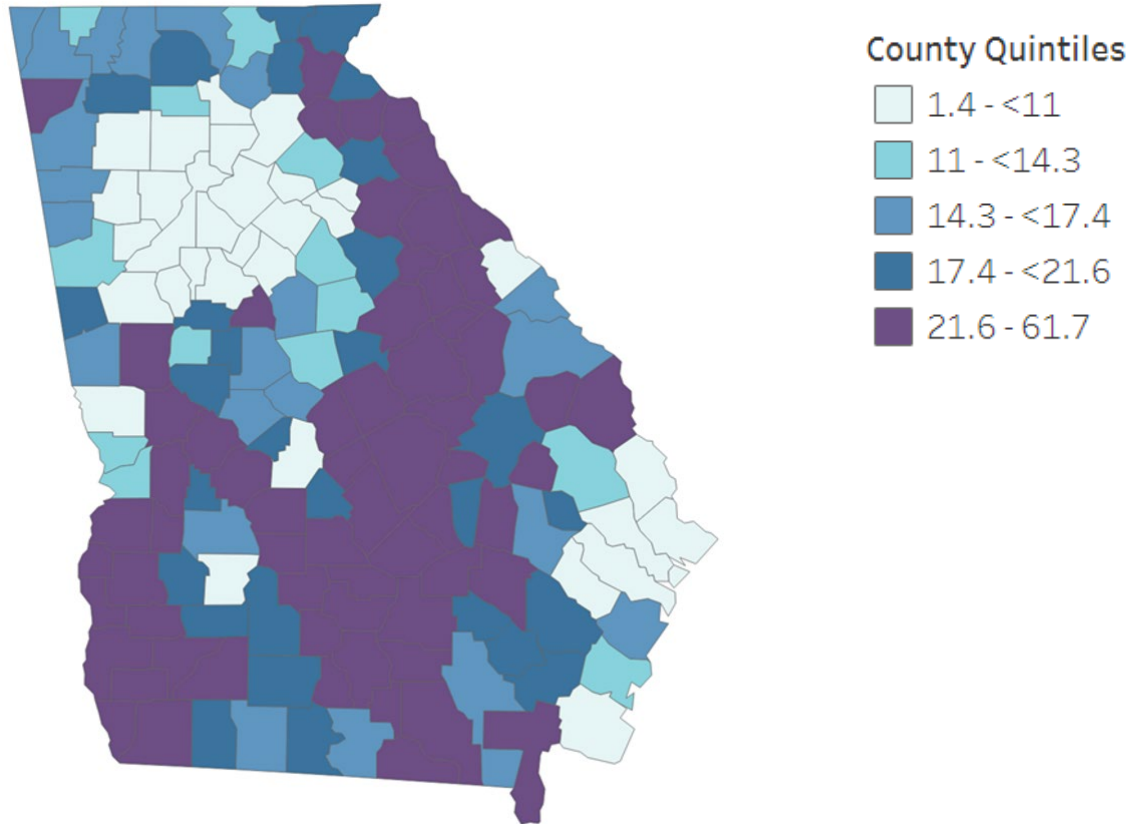 County Quintiles
1.4 - <11
11 - <14.3
14.3 - <17.4
17.4 - <21.6
21.6 - 61.7